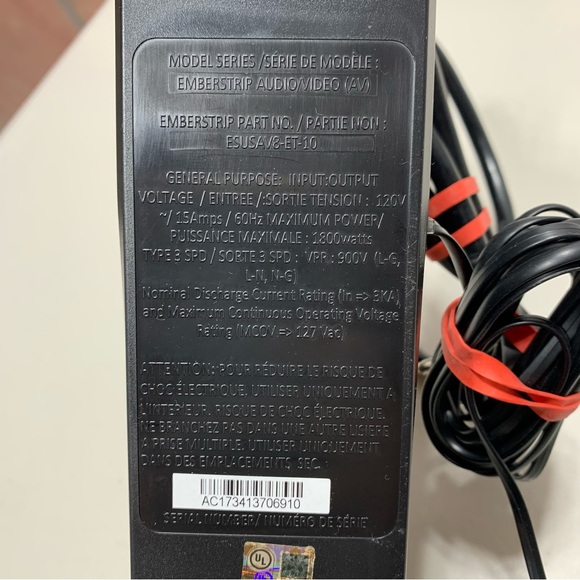 MODEL SERIES /SÉRIE DE MODÈLE :
EMBERSTRIP AUDIO/VIDEO (AV)
EMBERSTRIP PART NO. / PARTIE NON :
ESUSAV8-ET-10
GENERAL PURPOSE: INPUT:OUTPUT
VOLTAGE / ENTREE /:SORTIE TENSION : 120V
~/ 15Amps / 60Hz MAXIMUM POWER/
PUISSANCE MAXIMALE : 1800watts
TYPE 3 SPD / SORTE 3 SPD : VPR : 900V (L-G,
L-N, N-G)
Nominal Discharge Current Rating (In => 3KA)
and Maximum Continuous Operating Voltage
Rating (MCOV => 127 Vac)
ATTENTION: POUR RÉDUIRE LE RISQUE DE
CHOC ÉLECTRIQUE. UTILISER UNIQUEMENT A
L'INTERIEUR. RISQUE DE CHOC ÉLECTRIQUE.
NE BRANCHEZ PAS DANS UNE AUTRE LISIERE
A PRISE MULTIPLE. UTILISER UNIQUEMENT
DANS DES EMPLACEMENTS SEC.
AC173413706910
SERIAL NUMBER/ NUMÉRO DE SÉRIE
UL
UL